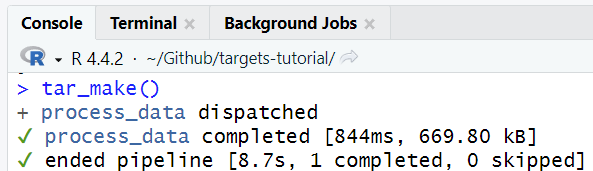 Console Terminal Background Jobs
R R 4.4.2 · ~/Github/targets-tutorial/
> tar_make()
+ process_data dispatched
✓ process_data completed [844ms, 669.80 kB]
✓ ended pipeline [8.7s, 1 completed, 0 skipped]